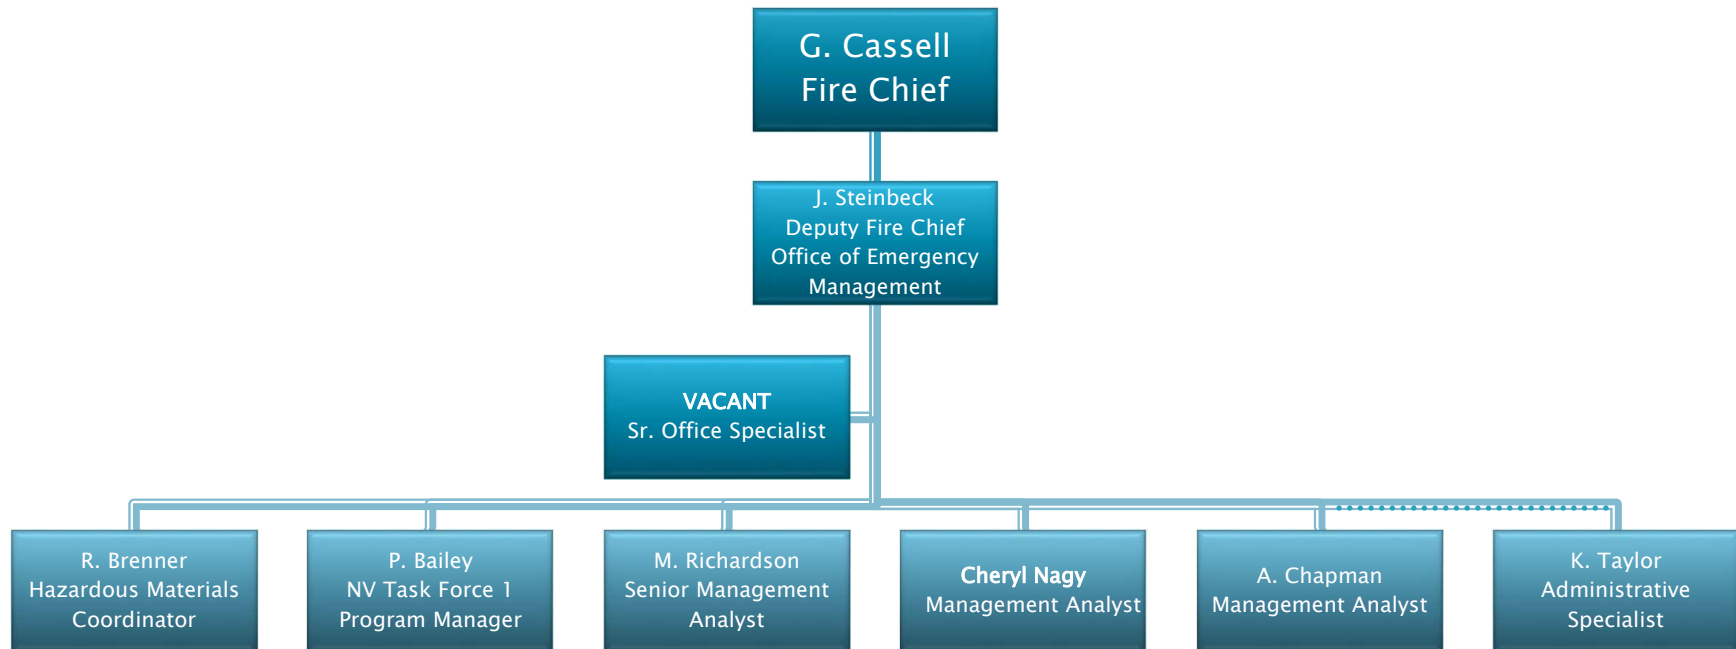 G. Cassell
Fire Chief
J. Steinbeck
Deputy Fire Chief
Office of Emergency
Management
VACANT
Sr. Office Specialist
R. Brenner
Hazardous Materials
Coordinator
P. Bailey
NV Task Force 1
Program Manager
M. Richardson
Senior Management
Analyst
Cheryl Nagy
Management Analyst
A. Chapman
Management Analyst
K. Taylor
Administrative
Specialist